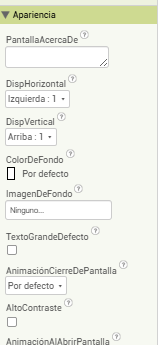 Apariencia
PantallaAcercaDe ?
DispHorizontal ?
Izquierda : 1
DispVertical ?
Arriba : 1
ColorDeFondo ?
Por defecto
ImagenDeFondo ?
Ninguno...
TextoGrandeDefecto ?
AnimaciónCierreDePantalla ?
Por defecto
AltoContraste ?
AnimaciónAlAbrirPantalla ?